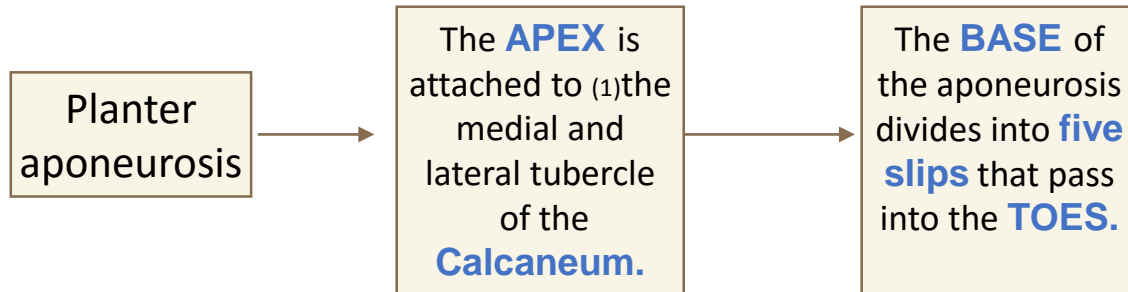 Planter
aponeurosis
The APEX is
attached to (1)the
medial and
lateral tubercle
of the
Calcaneum.
The BASE of
the aponeurosis
divides into five
slips that pass
into the TOES.